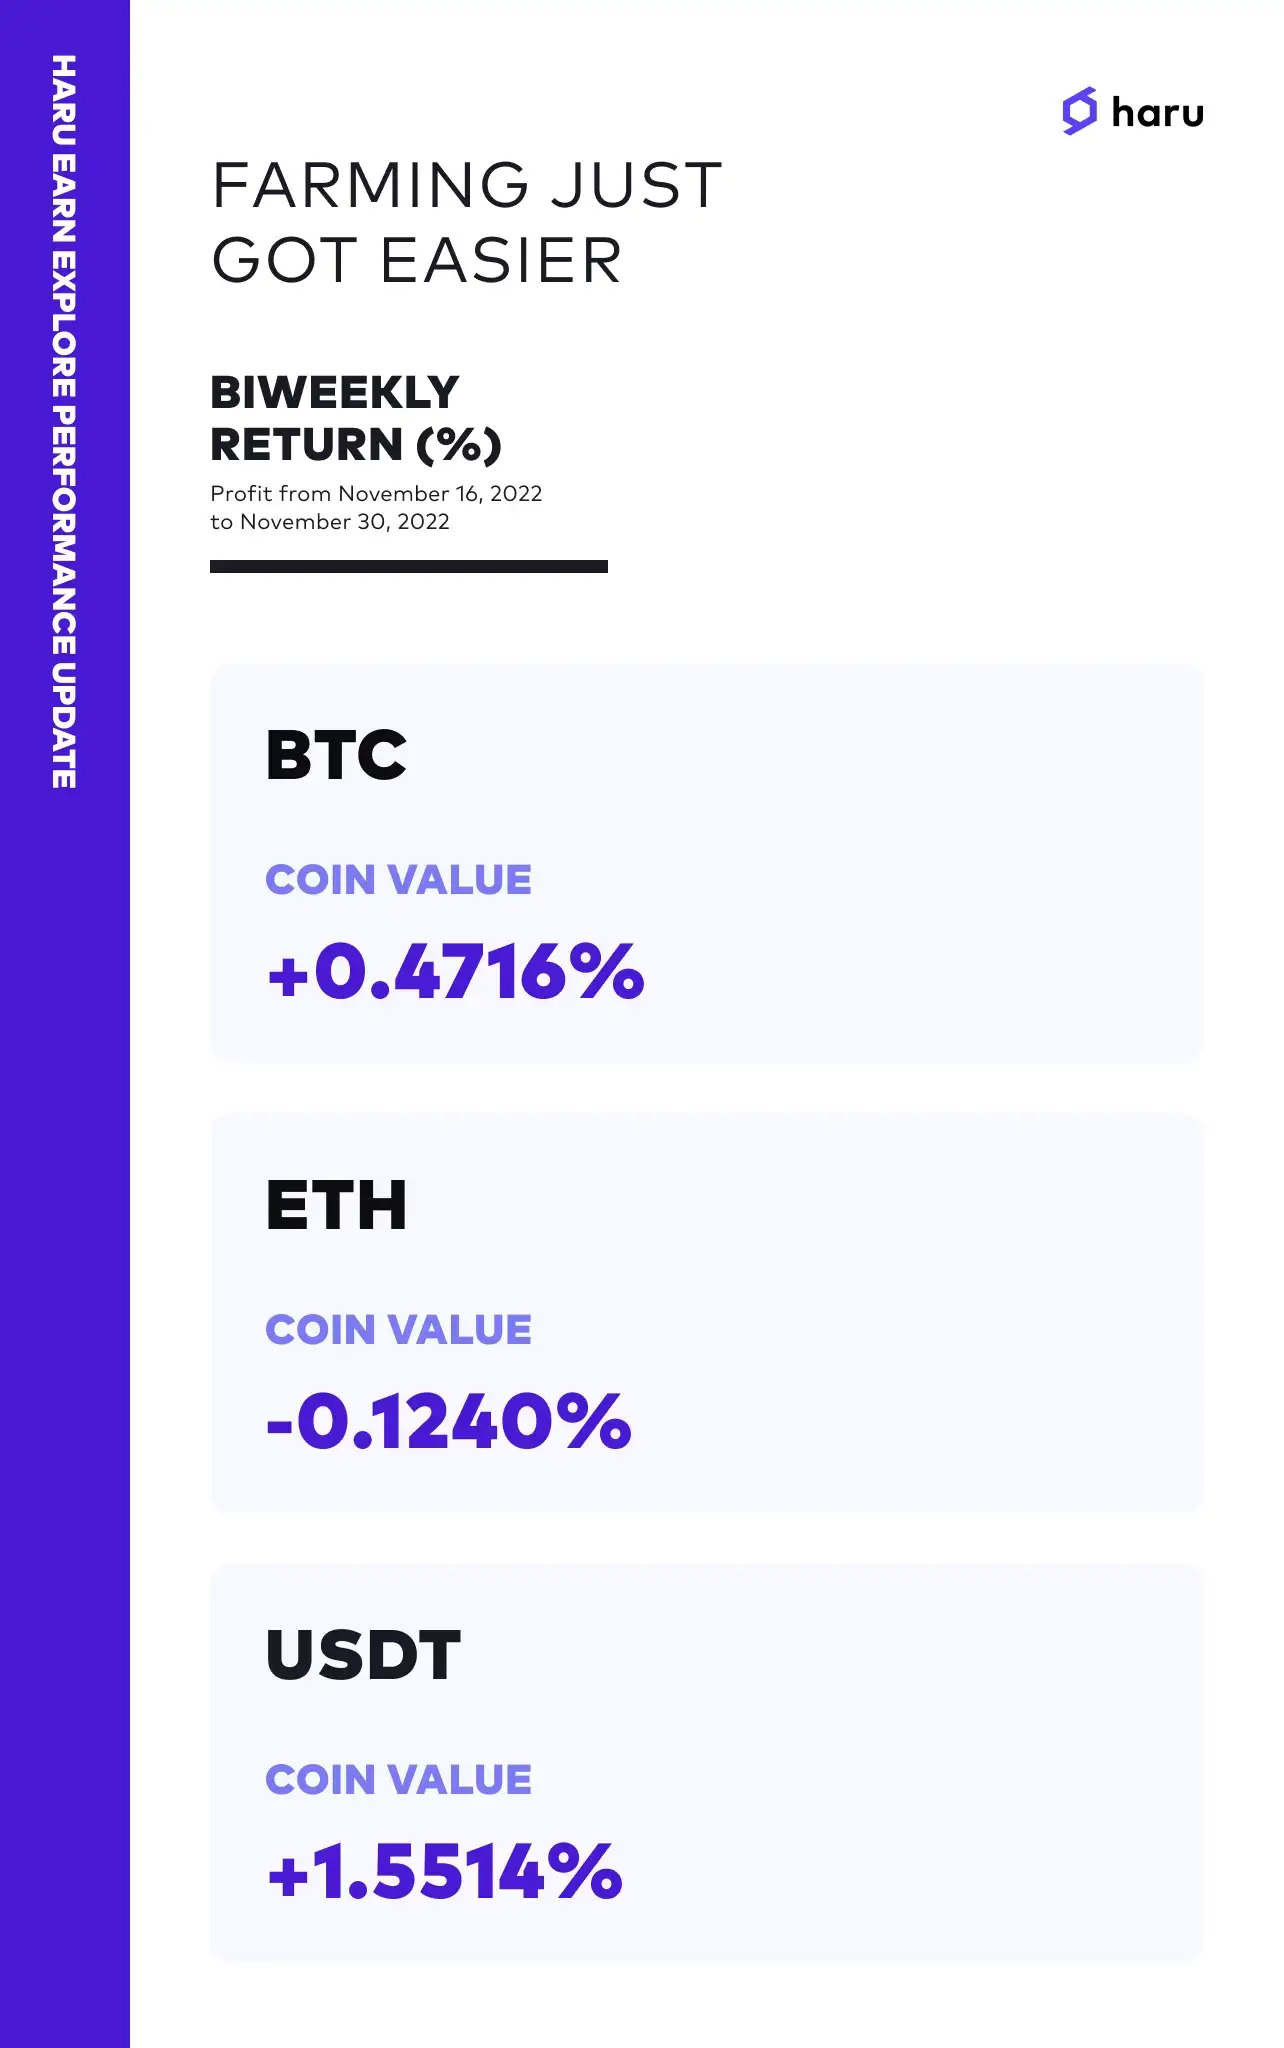 HARU EARN EXPLORE PERFORMANCE UPDATE
haru
FARMING JUST
GOT EASIER
BIWEEKLY
RETURN (%)
Profit from November 16, 2022
to November 30, 2022
BTC
COIN VALUE
+0.4716%
ETH
COIN VALUE
-0.1240%
USDT
COIN VALUE
+1.5514%